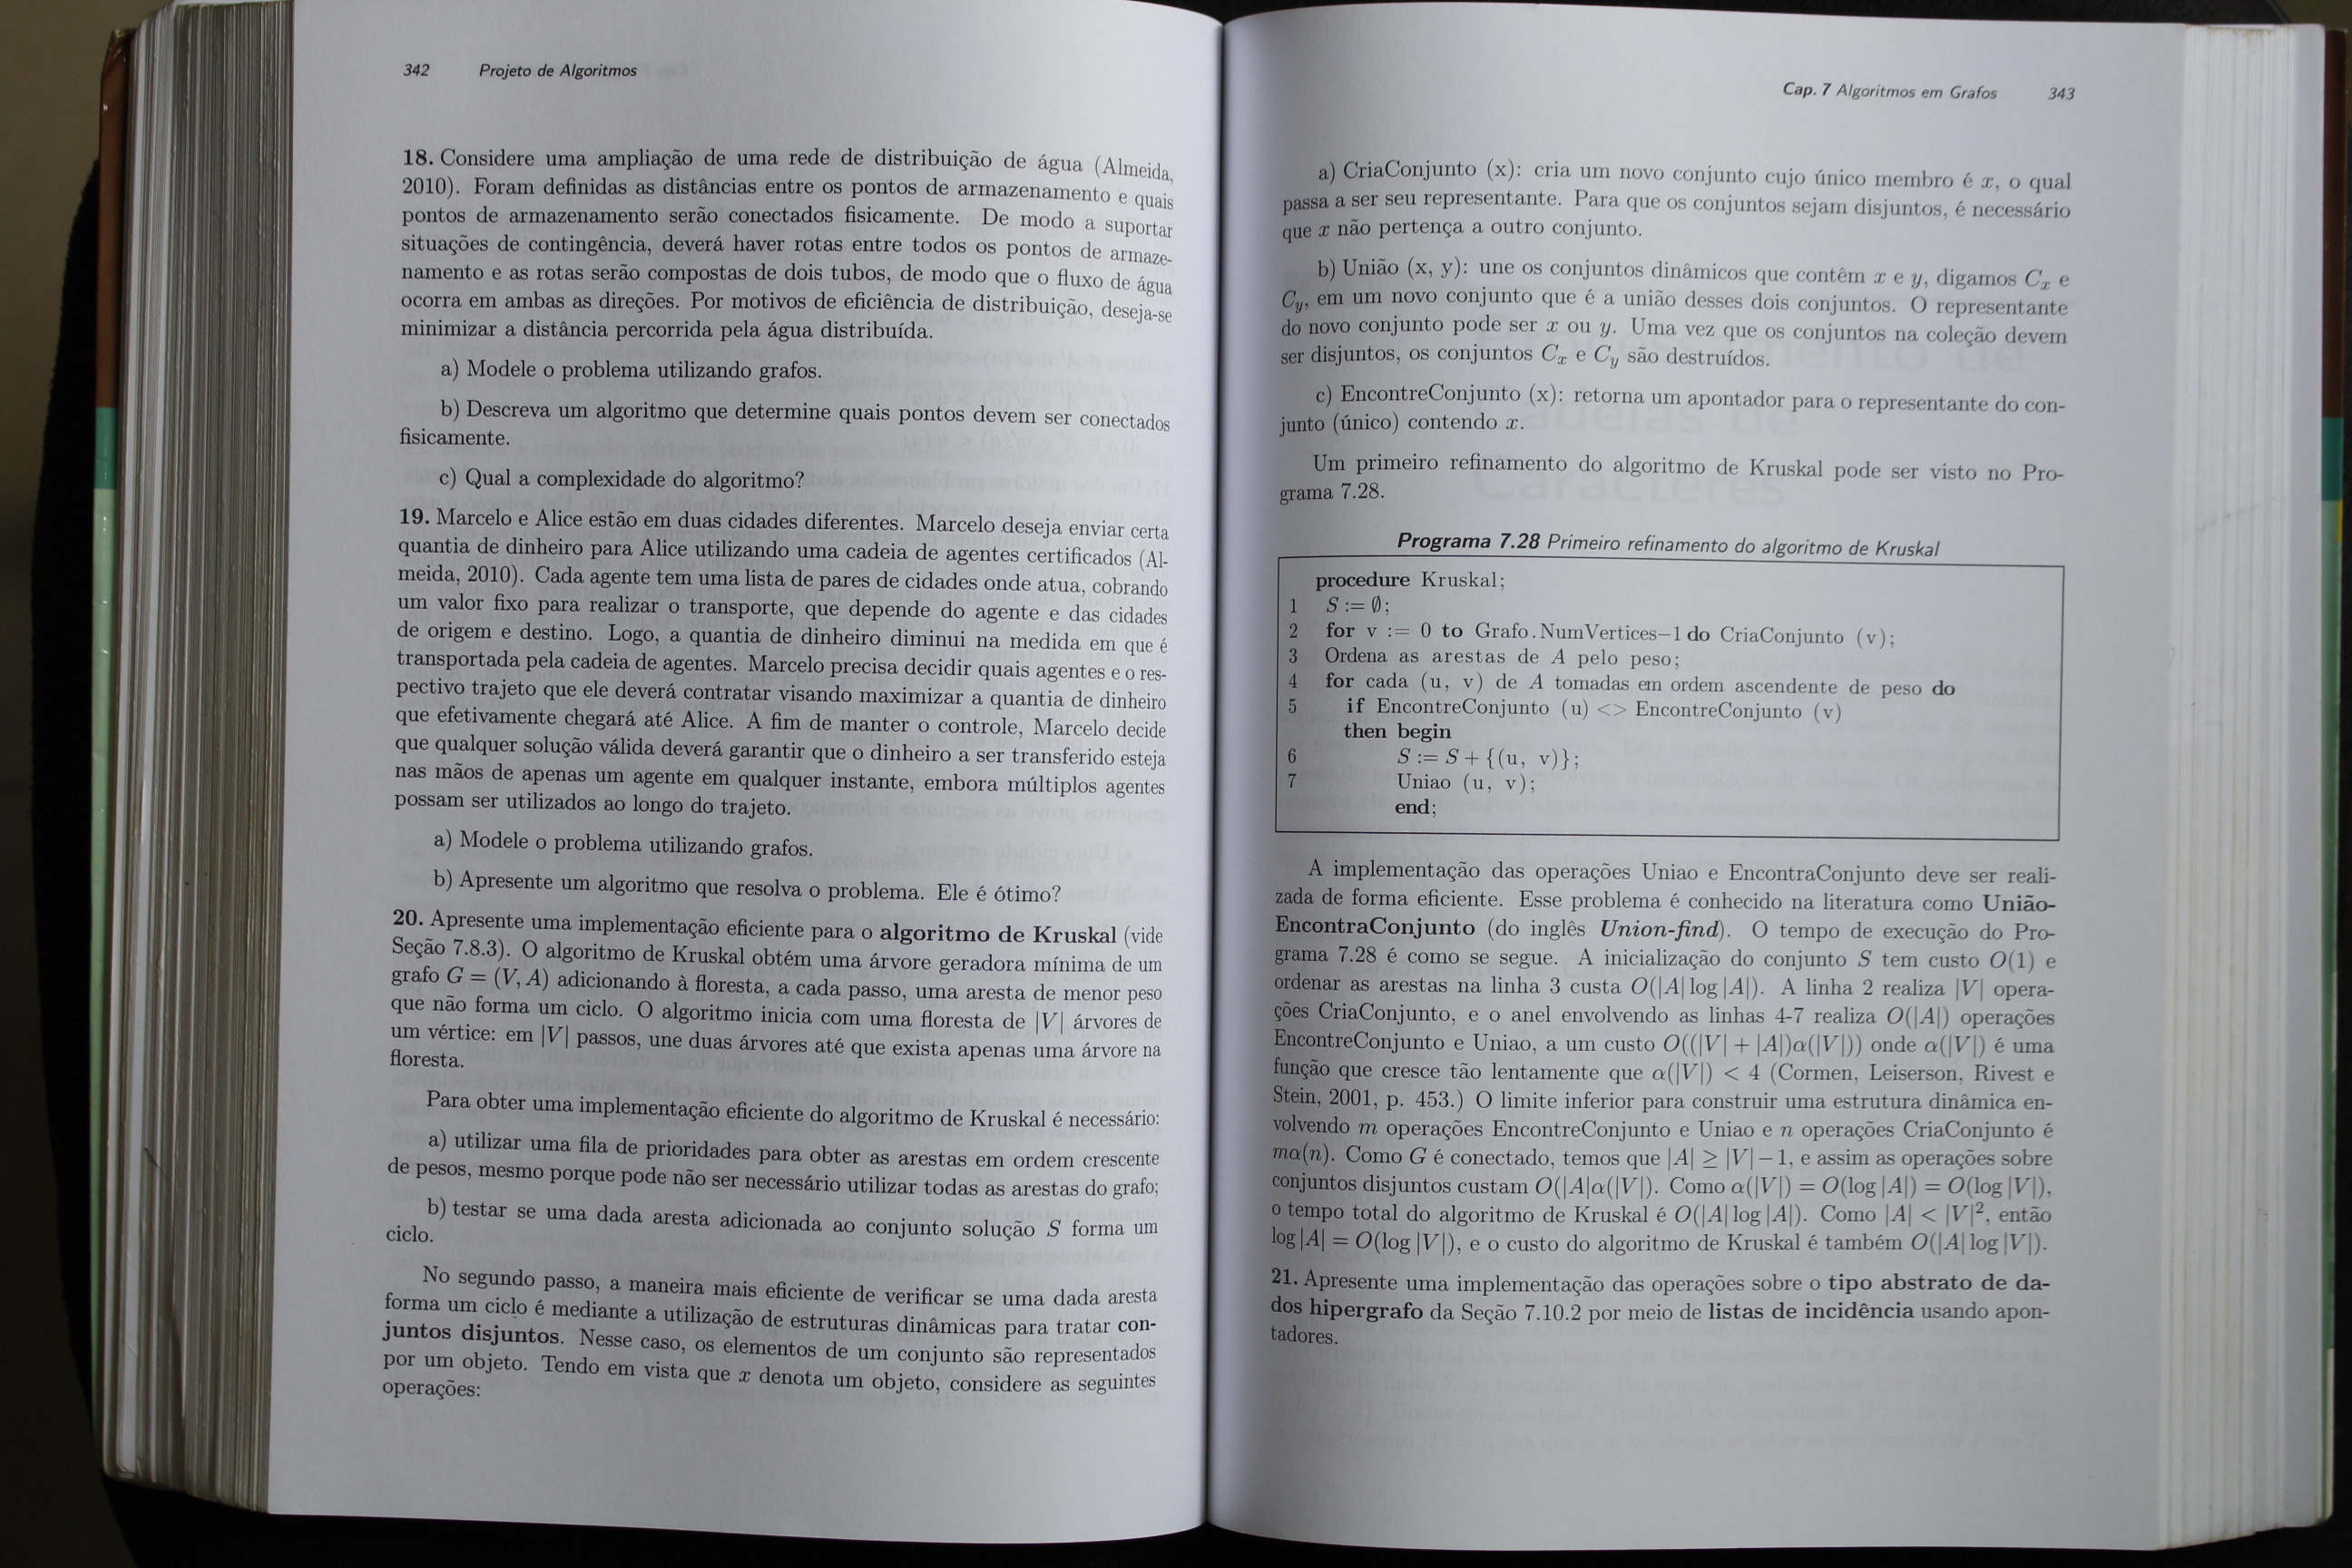 342 Projeto de Algoritmos
18. Considere uma ampliação de uma rede de distribuição de água (Almeida,
2010). Foram definidas as distâncias entre os pontos de armazenamento e quais
pontos de armazenamento serão conectados fisicamente. De modo a suportar
situações de contingência, deverá haver rotas entre todos os pontos de armaze-
namento e as rotas serão compostas de dois tubos, de modo que o fluxo de água
ocorra em ambas as direções. Por motivos de eficiência de distribuição, deseja-se
minimizar a distância percorrida pela água distribuída.
a) Modele o problema utilizando grafos.
b) Descreva um algoritmo que determine quais pontos devem ser conectados
fisicamente.
c) Qual a complexidade do algoritmo?
19. Marcelo e Alice estão em duas cidades diferentes. Marcelo deseja enviar certa
quantia de dinheiro para Alice utilizando uma cadeia de agentes certificados (Al-
meida, 2010). Cada agente tem uma lista de pares de cidades onde atua, cobrando
um valor fixo para realizar o transporte, que depende do agente e das cidades
de origem e destino. Logo, a quantia de dinheiro diminui na medida em que é
transportada pela cadeia de agentes. Marcelo precisa decidir quais agentes e o res-
pectivo trajeto que ele deverá contratar visando maximizar a quantia de dinheiro
que efetivamente chegará até Alice. A fim de manter o controle, Marcelo decide
que qualquer solução válida deverá garantir que o dinheiro a ser transferido esteja
nas mãos de apenas um agente em qualquer instante, embora múltiplos agentes
possam ser utilizados ao longo do trajeto.
a) Modele o problema utilizando grafos.
b) Apresente um algoritmo que resolva o problema. Ele é ótimo?
20. Apresente uma implementação eficiente para o algoritmo de Kruskal (vide
Seção 7.8.3). O algoritmo de Kruskal obtém uma árvore geradora mínima de um
grafo G = (V, A) adicionando à floresta, a cada passo, uma aresta de menor peso
que não forma um ciclo. O algoritmo inicia com uma floresta de |V| árvores de
um vértice: em |V| passos, une duas árvores até que exista apenas uma árvore na
floresta.
Para obter uma implementação eficiente do algoritmo de Kruskal é necessário:
a) utilizar uma fila de prioridades para obter as arestas em ordem crescente
de pesos, mesmo porque pode não ser necessário utilizar todas as arestas do grafo;
b) testar se uma dada aresta adicionada ao conjunto solução S forma um
ciclo.
No segundo passo, a maneira mais eficiente de verificar se uma dada aresta
forma um ciclo é mediante a utilização de estruturas dinâmicas para tratar con-
juntos disjuntos. Nesse caso, os elementos de um conjunto são representados
por um objeto. Tendo em vista que x denota um objeto, considere as seguintes
operações:
Cap. 7 Algoritmos em Grafos 343
a) CriaConjunto (x): cria um novo conjunto cujo único membro é x, o qual
passa a ser seu representante. Para que os conjuntos sejam disjuntos, é necessário
que x não pertença a outro conjunto.
b) União (x, y): une os conjuntos dinâmicos que contêm x e y, digamos Cx e
Cy, em um novo conjunto que é a união desses dois conjuntos. O representante
do novo conjunto pode ser x ou y. Uma vez que os conjuntos na coleção devem
ser disjuntos, os conjuntos Cx e Cy são destruídos.
c) EncontreConjunto (x): retorna um apontador para o representante do con-
junto (único) contendo x.
Um primeiro refinamento do algoritmo de Kruskal pode ser visto no Pro-
grama 7.28.
Programa 7.28 Primeiro refinamento do algoritmo de Kruskal
procedure Kruskal;
1 S := ∅;
2 for v := 0 to Grafo.NumVertices−1 do CriaConjunto (v);
3 Ordena as arestas de A pelo peso;
4 for cada (u, v) de A tomadas em ordem ascendente de peso do
5 if EncontreConjunto (u) <> EncontreConjunto (v)
then begin
6 S := S + {(u, v)};
7 Uniao (u, v);
end;
A implementação das operações Uniao e EncontraConjunto deve ser reali-
zada de forma eficiente. Esse problema é conhecido na literatura como União-
EncontraConjunto (do inglês Union-find). O tempo de execução do Pro-
grama 7.28 é como se segue. A inicialização do conjunto S tem custo O(1) e
ordenar as arestas na linha 3 custa O(|A| log |A|). A linha 2 realiza |V| opera-
ções CriaConjunto, e o anel envolvendo as linhas 4-7 realiza O(|A|) operações
EncontreConjunto e Uniao, a um custo O((|V| + |A|)α(|V|)) onde α(|V|) é uma
função que cresce tão lentamente que α(|V|) < 4 (Cormen, Leiserson, Rivest e
Stein, 2001, p. 453.) O limite inferior para construir uma estrutura dinâmica en-
volvendo m operações EncontreConjunto e Uniao e n operações CriaConjunto é
mα(n). Como G é conectado, temos que |A| ≥ |V| − 1, e assim as operações sobre
conjuntos disjuntos custam O(|A|α(|V|). Como α(|V|) = O(log |A|) = O(log |V|),
o tempo total do algoritmo de Kruskal é O(|A| log |A|). Como |A| < |V|², então
log |A| = O(log |V|), e o custo do algoritmo de Kruskal é também O(|A| log |V|).
21. Apresente uma implementação das operações sobre o tipo abstrato de da-
dos hipergrafo da Seção 7.10.2 por meio de listas de incidência usando apon-
tadores.